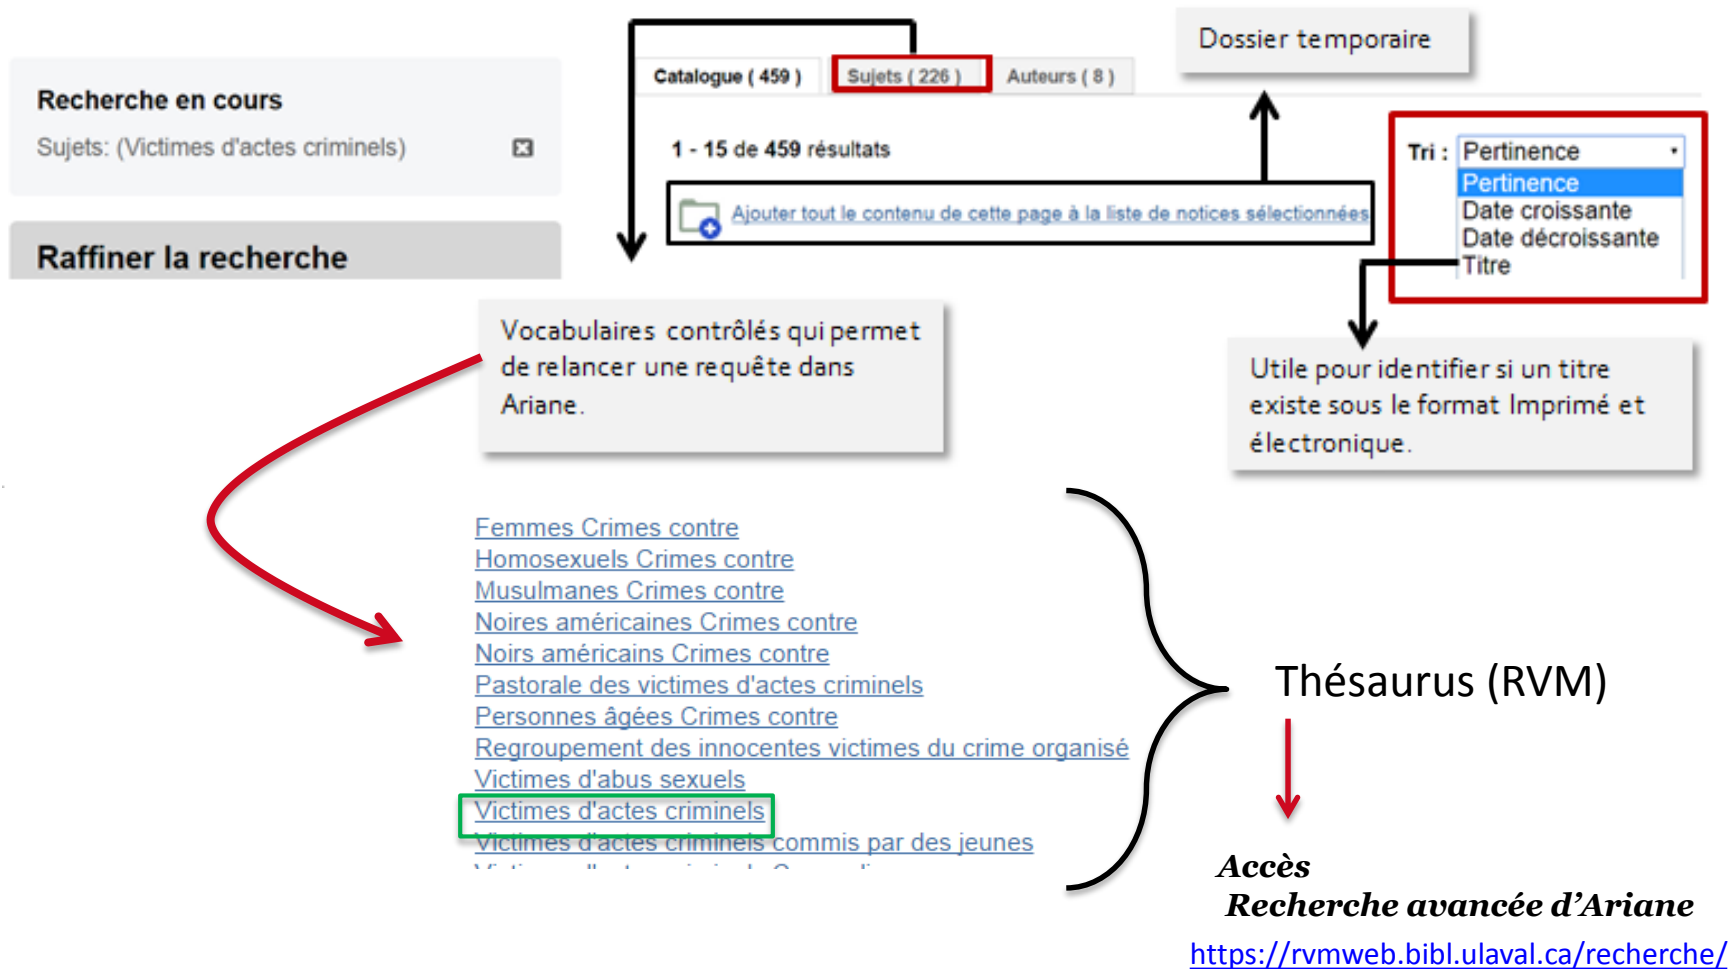 Dossier temporaire
Catalogue ( 459 )
Sujets ( 226 )
Auteurs ( 8 )
Recherche en cours
Sujets: (Victimes d'actes criminels)
1 - 15 de 459 résultats
Tri :
Pertinence
Pertinence
Date croissante
Date décroissante
Titre
Ajouter tout le contenu de cette page à la liste de notices sélectionnées
Raffiner la recherche
Vocabulaires contrôlés qui permet
de relancer une requête dans
Ariane.
Utile pour identifier si un titre
existe sous le format Imprimé et
électronique.
Femmes Crimes contre
Homosexuels Crimes contre
Musulmanes Crimes contre
Noires américaines Crimes contre
Noirs américains Crimes contre
Pastorale des victimes d'actes criminels
Personnes âgées Crimes contre
Regroupement des innocentes victimes du crime organisé
Victimes d'abus sexuels
Victimes d'actes criminels
Victimes d'actes criminels commis par des jeunes
Thésaurus (RVM)
Accès
Recherche avancée d’Ariane
https://rvmweb.bibl.ulaval.ca/recherche/